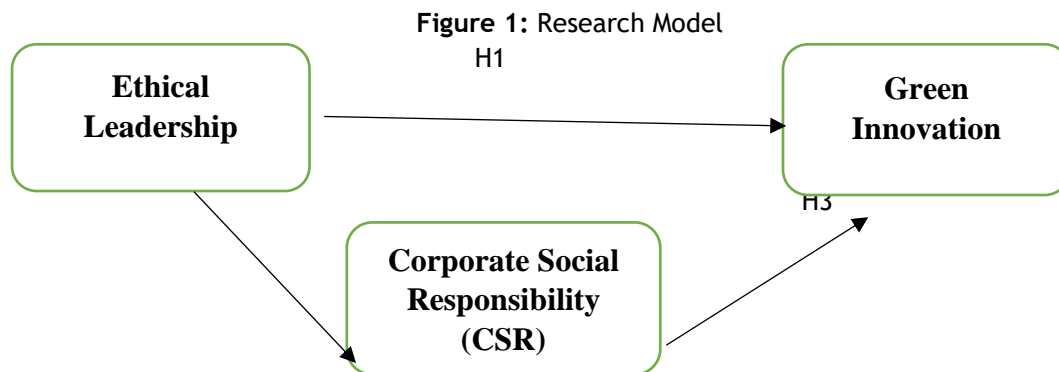 Figure 1: Research Model
H1
Ethical
Leadership
Green
Innovation
H3
Corporate Social
Responsibility
(CSR)